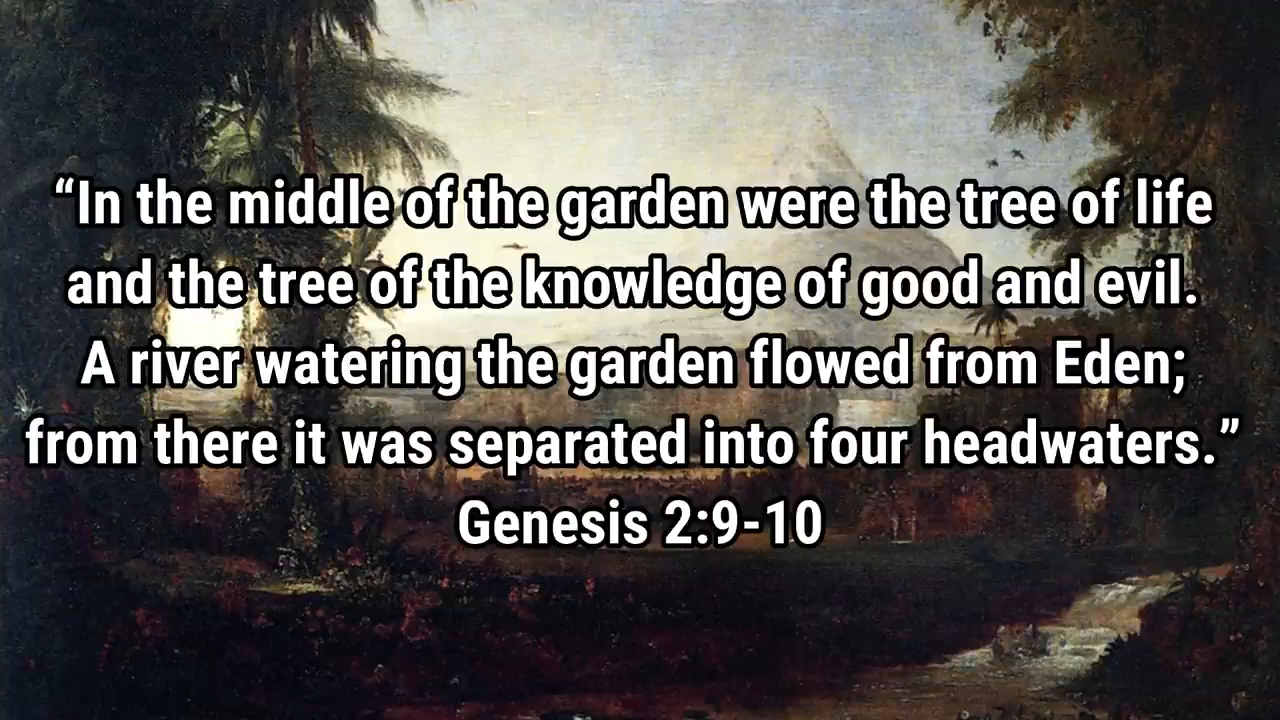 “In the middle of the garden were the tree of life
and the tree of the knowledge of good and evil.
A river watering the garden flowed from Eden;
from there it was separated into four headwaters.”
Genesis 2:9-10